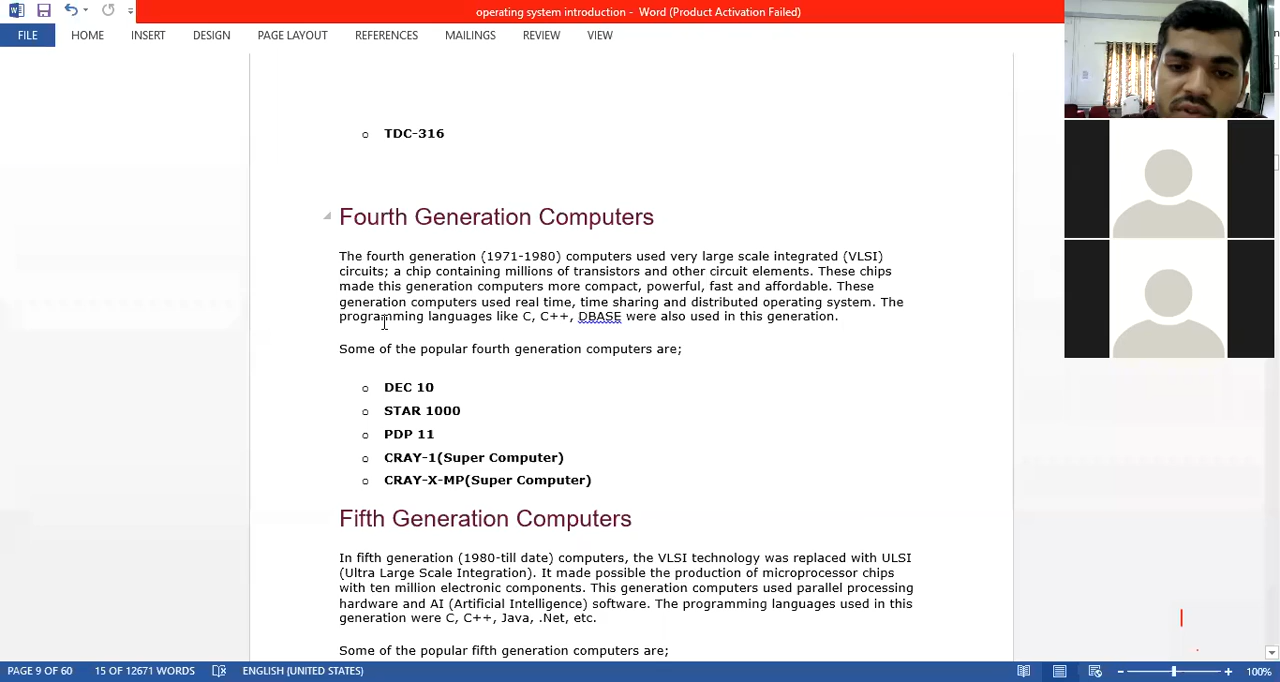 operating system introduction - Word (Product Activation Failed)
FILE HOME INSERT DESIGN PAGE LAYOUT REFERENCES MAILINGS REVIEW VIEW
TDC-316
Fourth Generation Computers
The fourth generation (1971-1980) computers used very large scale integrated (VLSI)
circuits; a chip containing millions of transistors and other circuit elements. These chips
made this generation computers more compact, powerful, fast and affordable. These
generation computers used real time, time sharing and distributed operating system. The
programming languages like C, C++, DBASE were also used in this generation.
Some of the popular fourth generation computers are;
DEC 10
STAR 1000
PDP 11
CRAY-1(Super Computer)
CRAY-X-MP(Super Computer)
Fifth Generation Computers
In fifth generation (1980-till date) computers, the VLSI technology was replaced with ULSI
(Ultra Large Scale Integration). It made possible the production of microprocessor chips
with ten million electronic components. This generation computers used parallel processing
hardware and AI (Artificial Intelligence) software. The programming languages used in this
generation were C, C++, Java, .Net, etc.
Some of the popular fifth generation computers are;
PAGE 9 OF 60 15 OF 12671 WORDS ENGLISH (UNITED STATES) 100%